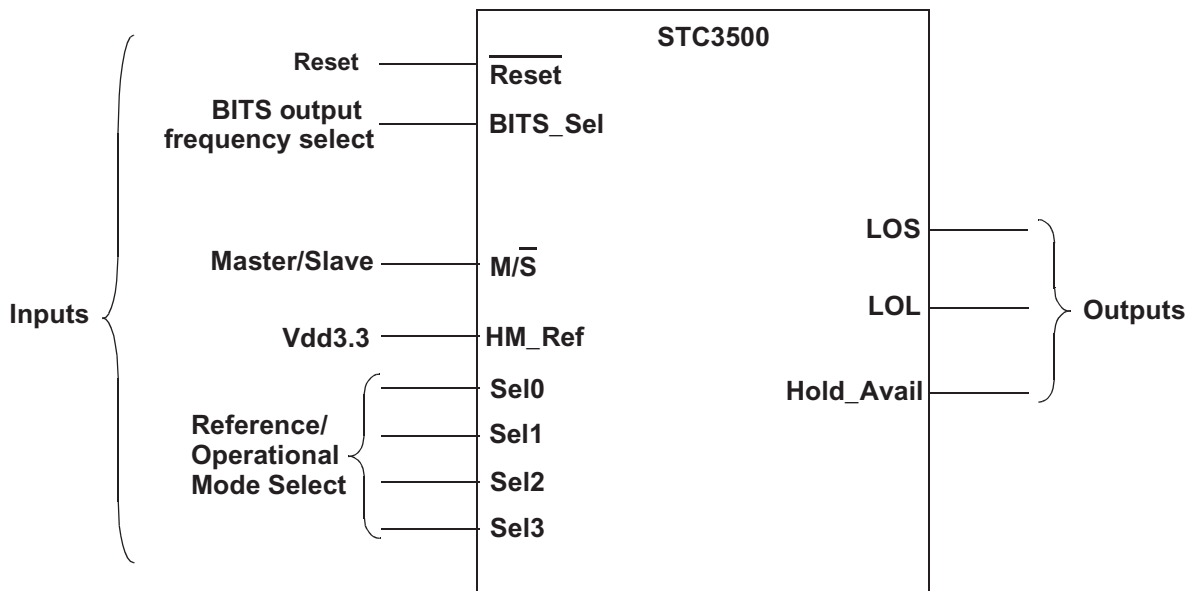 STC3500
Reset
R̅e̅s̅e̅t̅
BITS output
frequency select
BITS_Sel
Master/Slave
M/S̅
Inputs
Vdd3.3
HM_Ref
Reference/
Operational
Mode Select
Sel0
Sel1
Sel2
Sel3
LOS
LOL
Hold_Avail
Outputs